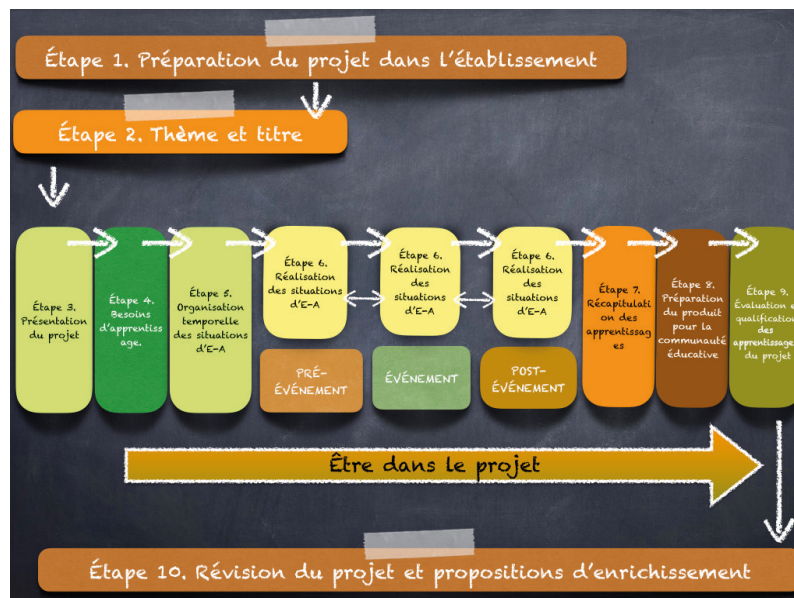 Étape 1. Préparation du projet dans l'établissement
Étape 2. Thème et titre
Étape 3.
Présentation
du projet
Étape 4.
Besoins
d'apprentiss
age.
Étape 5.
Organisation
temporelle
des situations
d'E-A
Étape 6.
Réalisation
des situations
d'E-A
Étape 6.
Réalisation
des
situations
d'E-A
Étape 6.
Réalisation
des
situations
d'E-A
PRÉ-
ÉVÉNEMENT
ÉVÉNEMENT
POST-
ÉVÉNEMENT
Étape 7.
Récapitulati
on des
apprentissag
es
Étape 8.
Préparation
du produit
pour la
communauté
éducative
Étape 9.
Évaluation e
qualification
des
apprentissage
du projet
Être dans le projet
Étape 10. Révision du projet et propositions d'enrichissement